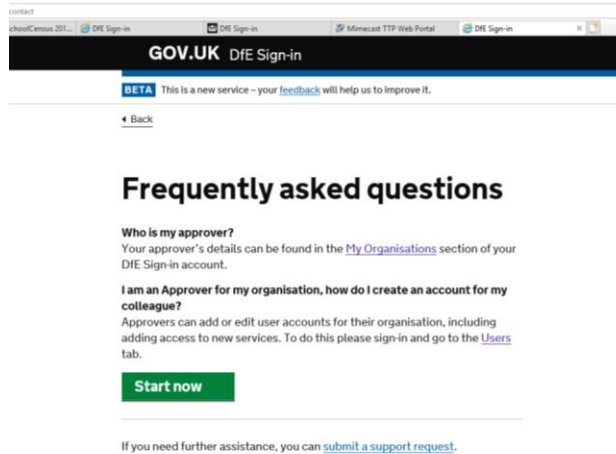 contact
choolCensus 201... DfE Sign-in DfE Sign-in Mimecast TTP Web Portal DfE Sign-in ×
GOV.UK DfE Sign-in
BETA This is a new service – your feedback will help us to improve it.
Back
Frequently asked questions
Who is my approver?
Your approver's details can be found in the My Organisations section of your
DfE Sign-in account.
I am an Approver for my organisation, how do I create an account for my
colleague?
Approvers can add or edit user accounts for their organisation, including
adding access to new services. To do this please sign-in and go to the Users
tab.
Start now
If you need further assistance, you can submit a support request.